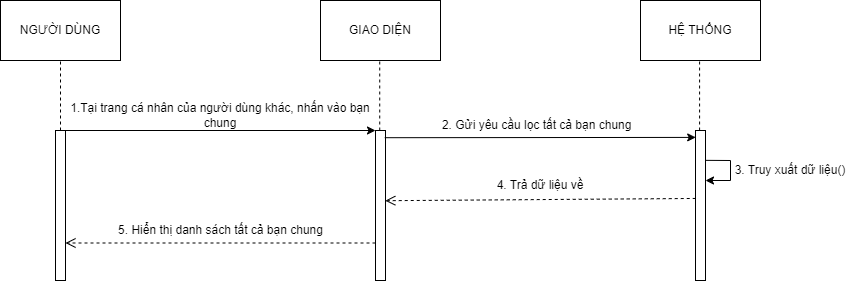 NGƯỜI DÙNG
GIAO DIỆN
HỆ THỐNG
1.Tại trang cá nhân của người dùng khác, nhấn vào bạn
chung
2. Gửi yêu cầu lọc tất cả bạn chung
3. Truy xuất dữ liệu()
4. Trả dữ liệu về
5. Hiển thị danh sách tất cả bạn chung